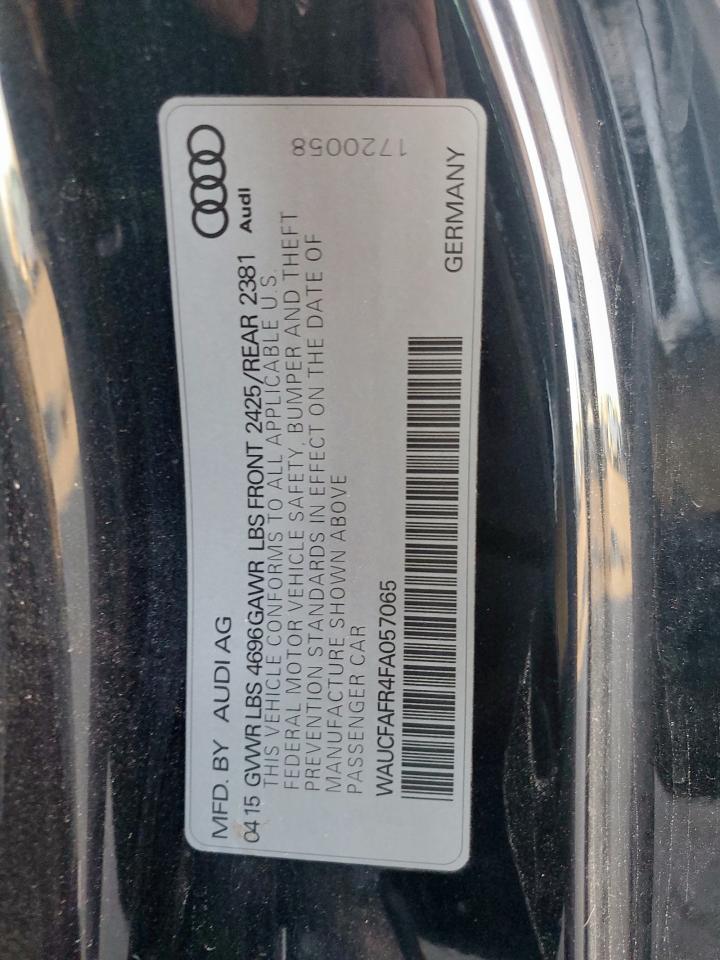 MFD. BY AUDI AG
0415 GVWR LBS 4696 GAWR LBS FRONT 2425/REAR 2381
Audi
THIS VEHICLE CONFORMS TO ALL APPLICABLE U.S.
FEDERAL MOTOR VEHICLE SAFETY, BUMPER AND THEFT
PREVENTION STANDARDS IN EFFECT ON THE DATE OF
MANUFACTURE SHOWN ABOVE
PASSENGER CAR
1720058
WAUCFAFR4FA057065
GERMANY